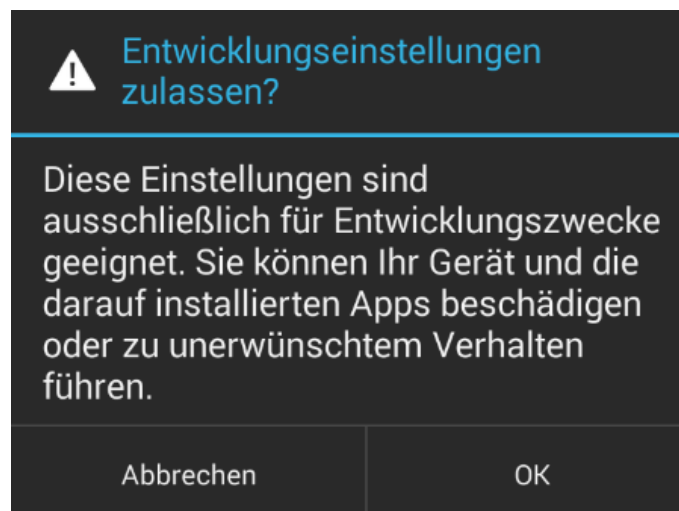 Entwicklungseinstellungen
zulassen?
Diese Einstellungen sind
ausschließlich für Entwicklungszwecke
geeignet. Sie können Ihr Gerät und die
darauf installierten Apps beschädigen
oder zu unerwünschtem Verhalten
führen.
Abbrechen
OK